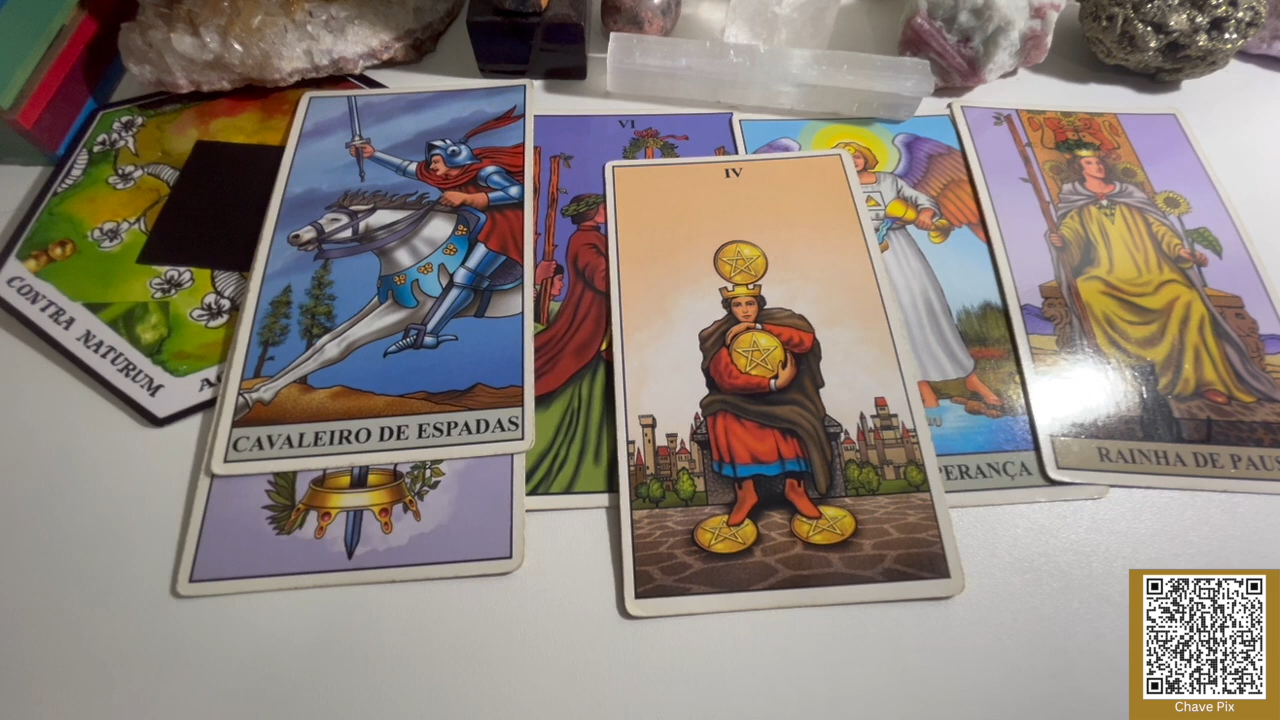 VI
IV
CONTRA NATURUM
CAVALEIRO DE ESPADAS
PERANÇA
RAINHA DE PAUS
Chave Pix